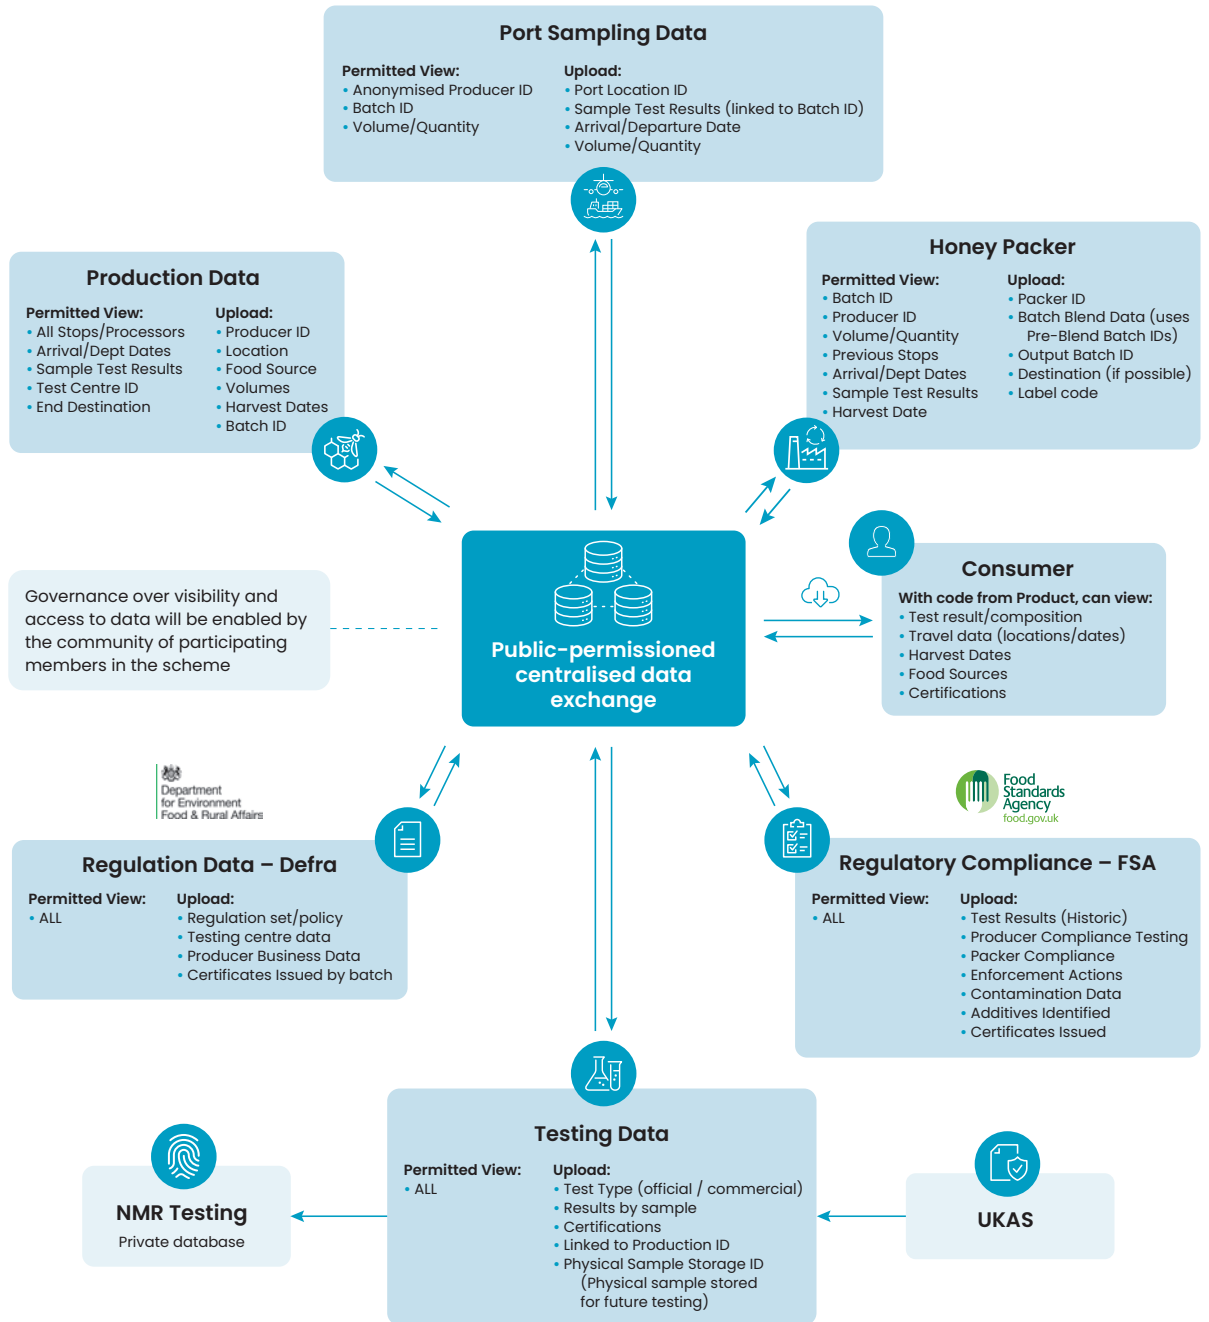 Port Sampling Data
Permitted View:
• Anonymised Producer ID
• Batch ID
• Volume/Quantity
Upload:
• Port Location ID
• Sample Test Results (linked to Batch ID)
• Arrival/Departure Date
• Volume/Quantity
Production Data
Permitted View:
• All Stops/Processors
• Arrival/Dept Dates
• Sample Test Results
• Test Centre ID
• End Destination
Upload:
• Producer ID
• Location
• Food Source
• Volumes
• Harvest Dates
• Batch ID
Honey Packer
Permitted View:
• Batch ID
• Producer ID
• Volume/Quantity
• Previous Stops
• Arrival/Dept Dates
• Sample Test Results
• Harvest Date
Upload:
• Packer ID
• Batch Blend Data (uses
Pre-Blend Batch IDs)
• Output Batch ID
• Destination (if possible)
• Label code
Governance over visibility and
access to data will be enabled by
the community of participating
members in the scheme
Public-permissioned
centralised data
exchange
Consumer
With code from Product, can view:
• Test result/composition
• Travel data (locations/dates)
• Harvest Dates
• Food Sources
• Certifications
Department
for Environment
Food & Rural Affairs
Regulation Data – Defra
Permitted View:
• ALL
Upload:
• Regulation set/policy
• Testing centre data
• Producer Business Data
• Certificates Issued by batch
Food
Standards
Agency
food.gov.uk
Regulatory Compliance – FSA
Permitted View:
• ALL
Upload:
• Test Results (Historic)
• Producer Compliance Testing
• Packer Compliance
• Enforcement Actions
• Contamination Data
• Additives Identified
• Certificates Issued
Testing Data
Permitted View:
• ALL
Upload:
• Test Type (official / commercial)
• Results by sample
• Certifications
• Linked to Production ID
• Physical Sample Storage ID
(Physical sample stored
for future testing)
NMR Testing
Private database
UKAS